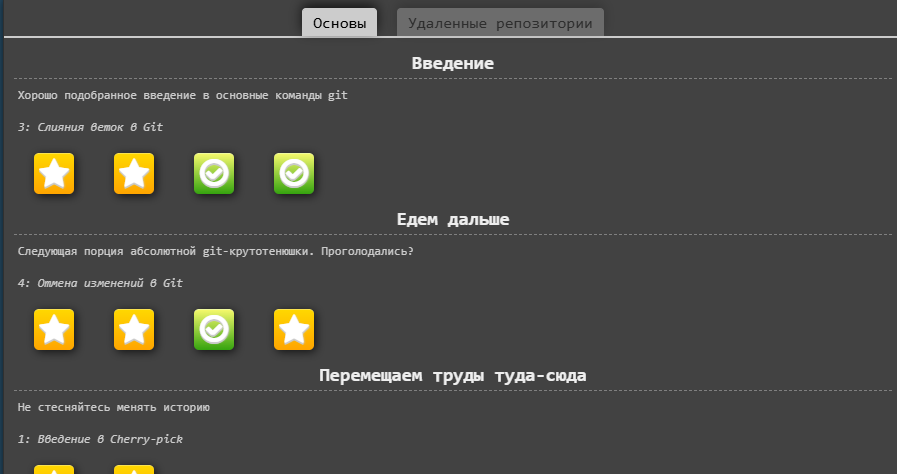 Основы
Удаленные репозитории
Введение
Хорошо подобранное введение в основные команды git
3: Слияния веток в Git
Едем дальше
Следующая порция абсолютной git-крутотенюшки. Проголодались?
4: Отмена изменений в Git
Перемещаем труды туда-сюда
Не стесняйтесь менять историю
1: Введение в Cherry-pick